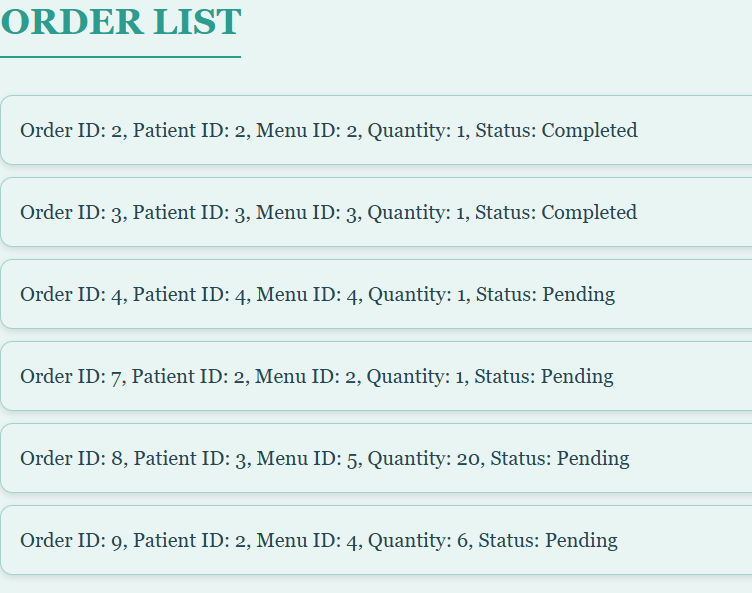 ORDER LIST
Order ID: 2, Patient ID: 2, Menu ID: 2, Quantity: 1, Status: Completed
Order ID: 3, Patient ID: 3, Menu ID: 3, Quantity: 1, Status: Completed
Order ID: 4, Patient ID: 4, Menu ID: 4, Quantity: 1, Status: Pending
Order ID: 7, Patient ID: 2, Menu ID: 2, Quantity: 1, Status: Pending
Order ID: 8, Patient ID: 3, Menu ID: 5, Quantity: 20, Status: Pending
Order ID: 9, Patient ID: 2, Menu ID: 4, Quantity: 6, Status: Pending